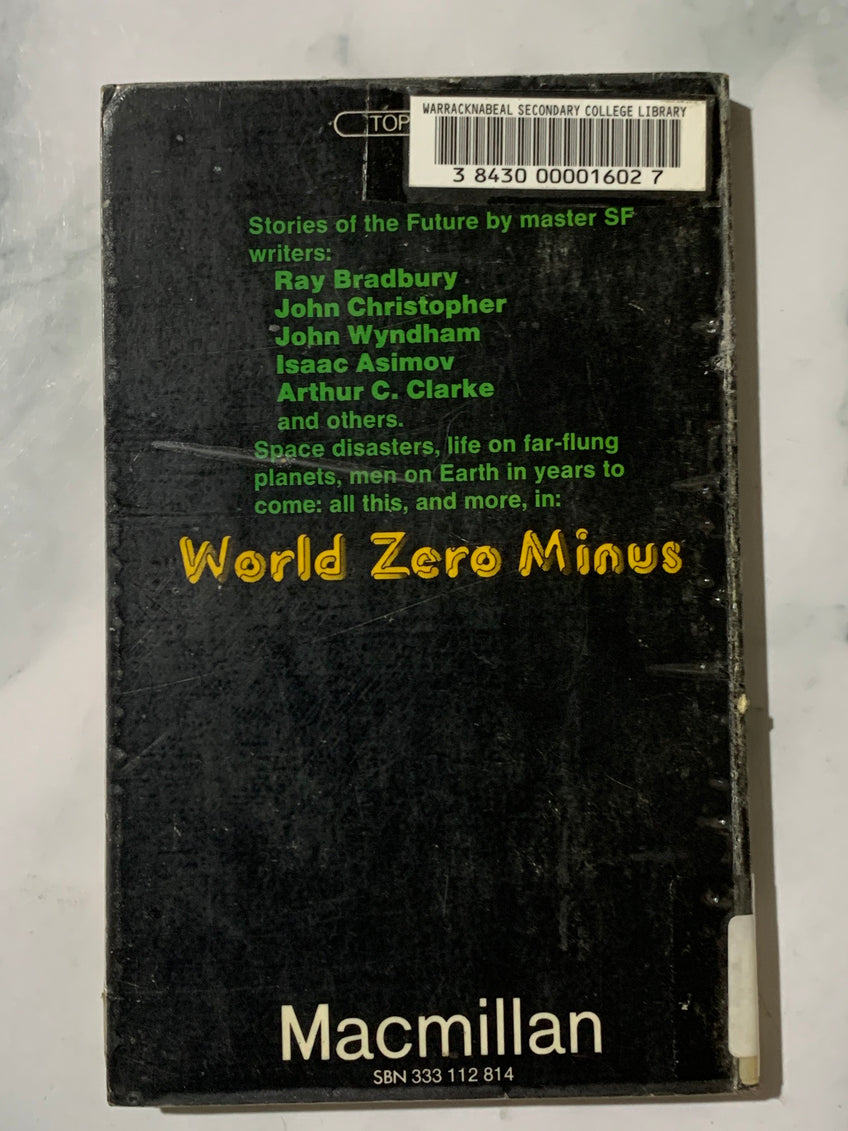 TOP
WARRACKNABEAL SECONDARY COLLEGE LIBRARY
3 8430 00001602 7
Stories of the Future by master SF
writers:
Ray Bradbury
John Christopher
John Wyndham
Isaac Asimov
Arthur C. Clarke
and others.
Space disasters, life on far-flung
planets, men on Earth in years to
come: all this, and more, in:
World Zero Minus
Macmillan
SBN 333 112 814